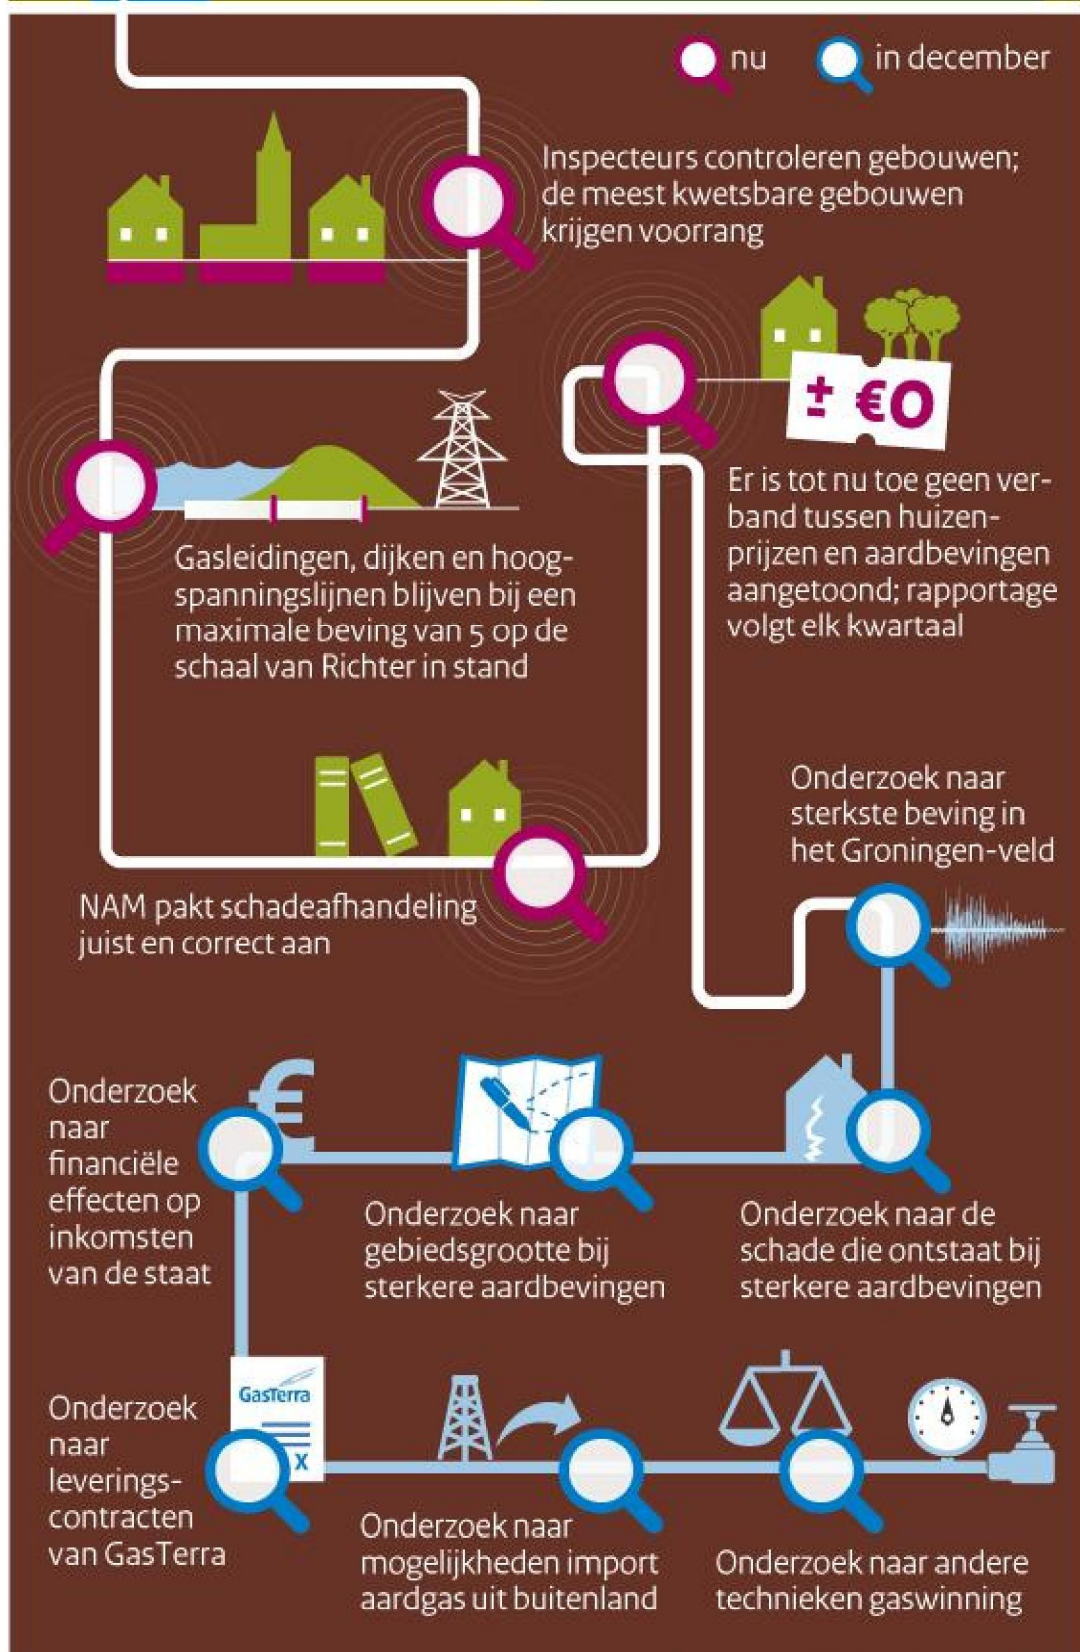 nu
in december
Inspecteurs controleren gebouwen;
de meest kwetsbare gebouwen
krijgen voorrang
± €0
Er is tot nu toe geen ver-
band tussen huizen-
prijzen en aardbevingen
aangetoond; rapportage
volgt elk kwartaal
Gasleidingen, dijken en hoog-
spanningslijnen blijven bij een
maximale beving van 5 op de
schaal van Richter in stand
NAM pakt schadeafhandeling
juist en correct aan
Onderzoek naar
sterkste beving in
het Groningen-veld
Onderzoek naar de
schade die ontstaat bij
sterkere aardbevingen
Onderzoek naar
gebiedsgrootte bij
sterkere aardbevingen
€
Onderzoek
naar
financiële
effecten op
inkomsten
van de staat
GasTerra
X
Onderzoek
naar
leverings-
contracten
van GasTerra
Onderzoek naar
mogelijkheden import
aardgas uit buitenland
Onderzoek naar andere
technieken gaswinning